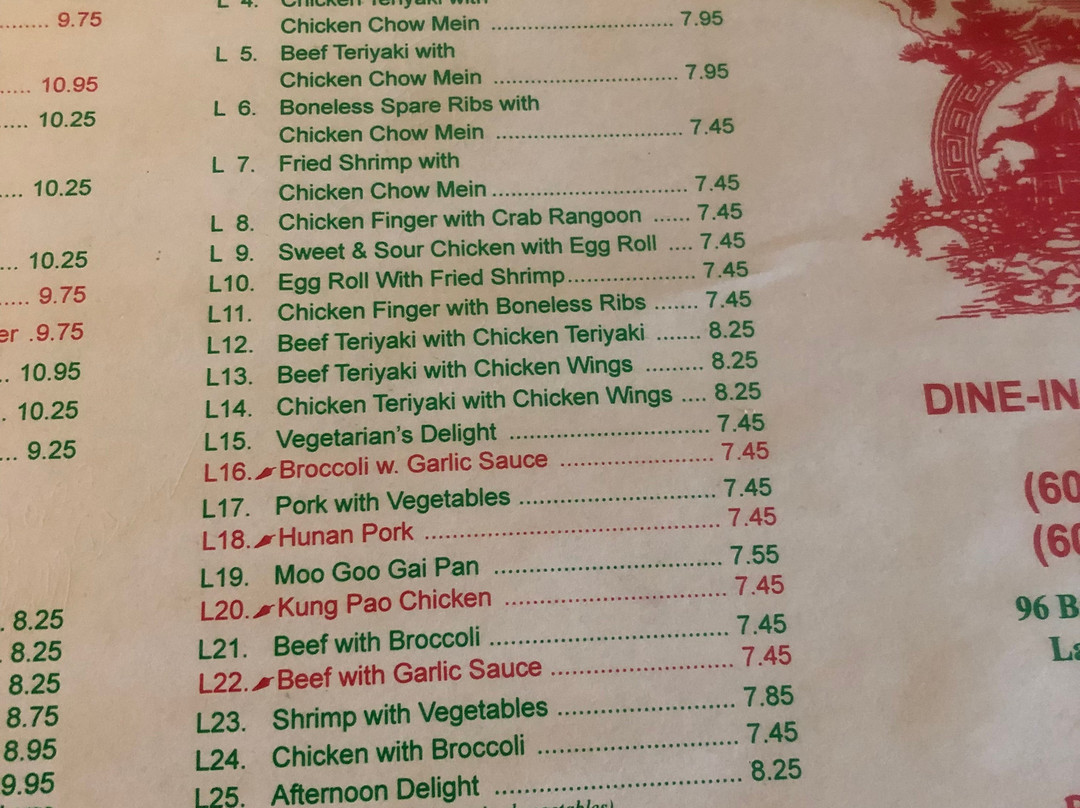 ......... 9.75
..... 10.95
.... 10.25
.... 10.25
... 10.25
..... 9.75
er .9.75
.. 10.95
. 10.25
... 9.25
. 8.25
. 8.25
8.25
8.75
8.95
9.95
L 4. Chicken Teriyaki with
Chicken Chow Mein ................................ 7.95
L 5. Beef Teriyaki with
Chicken Chow Mein ................................ 7.95
L 6. Boneless Spare Ribs with
Chicken Chow Mein ................................ 7.45
L 7. Fried Shrimp with
Chicken Chow Mein ................................ 7.45
L 8. Chicken Finger with Crab Rangoon ...... 7.45
L 9. Sweet & Sour Chicken with Egg Roll .... 7.45
L10. Egg Roll With Fried Shrimp..................... 7.45
L11. Chicken Finger with Boneless Ribs ....... 7.45
L12. Beef Teriyaki with Chicken Teriyaki ....... 8.25
L13. Beef Teriyaki with Chicken Wings ......... 8.25
L14. Chicken Teriyaki with Chicken Wings .... 8.25
L15. Vegetarian's Delight ................................ 7.45
L16. Broccoli w. Garlic Sauce ....................... 7.45
L17. Pork with Vegetables .............................. 7.45
L18. Hunan Pork ............................................ 7.45
L19. Moo Goo Gai Pan .................................. 7.55
L20. Kung Pao Chicken ................................. 7.45
L21. Beef with Broccoli ................................... 7.45
L22. Beef with Garlic Sauce ........................... 7.45
L23. Shrimp with Vegetables .......................... 7.85
L24. Chicken with Broccoli ............................. 7.45
L25. Afternoon Delight .................................... 8.25
DINE-IN
(60
(60
96 B
La